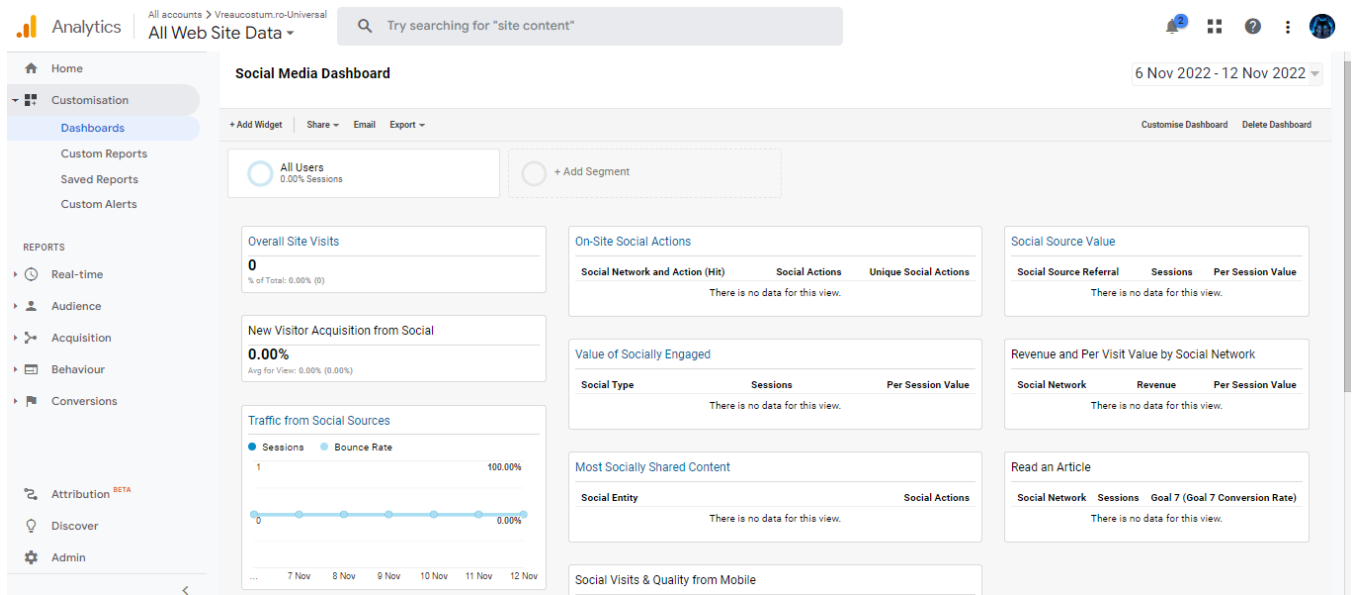 Analytics
All accounts > Vreaucostum.ro-Universal
All Web Site Data
Try searching for "site content"
2
Home
Customisation
Dashboards
Custom Reports
Saved Reports
Custom Alerts
REPORTS
Real-time
Audience
Acquisition
Behaviour
Conversions
Attribution BETA
Discover
Admin
Social Media Dashboard
6 Nov 2022 - 12 Nov 2022
+ Add Widget Share Email Export
Customise Dashboard Delete Dashboard
All Users
0.00% Sessions
+ Add Segment
Overall Site Visits
0
% of Total: 0.00% (0)
New Visitor Acquisition from Social
0.00%
Avg for View: 0.00% (0.00%)
Traffic from Social Sources
Sessions Bounce Rate
1 100.00%
0 0.00%
... 7 Nov 8 Nov 9 Nov 10 Nov 11 Nov 12 Nov
On-Site Social Actions
Social Network and Action (Hit) Social Actions Unique Social Actions
There is no data for this view.
Value of Socially Engaged
Social Type Sessions Per Session Value
There is no data for this view.
Most Socially Shared Content
Social Entity Social Actions
There is no data for this view.
Social Visits & Quality from Mobile
Social Source Value
Social Source Referral Sessions Per Session Value
There is no data for this view.
Revenue and Per Visit Value by Social Network
Social Network Revenue Per Session Value
There is no data for this view.
Read an Article
Social Network Sessions Goal 7 (Goal 7 Conversion Rate)
There is no data for this view.